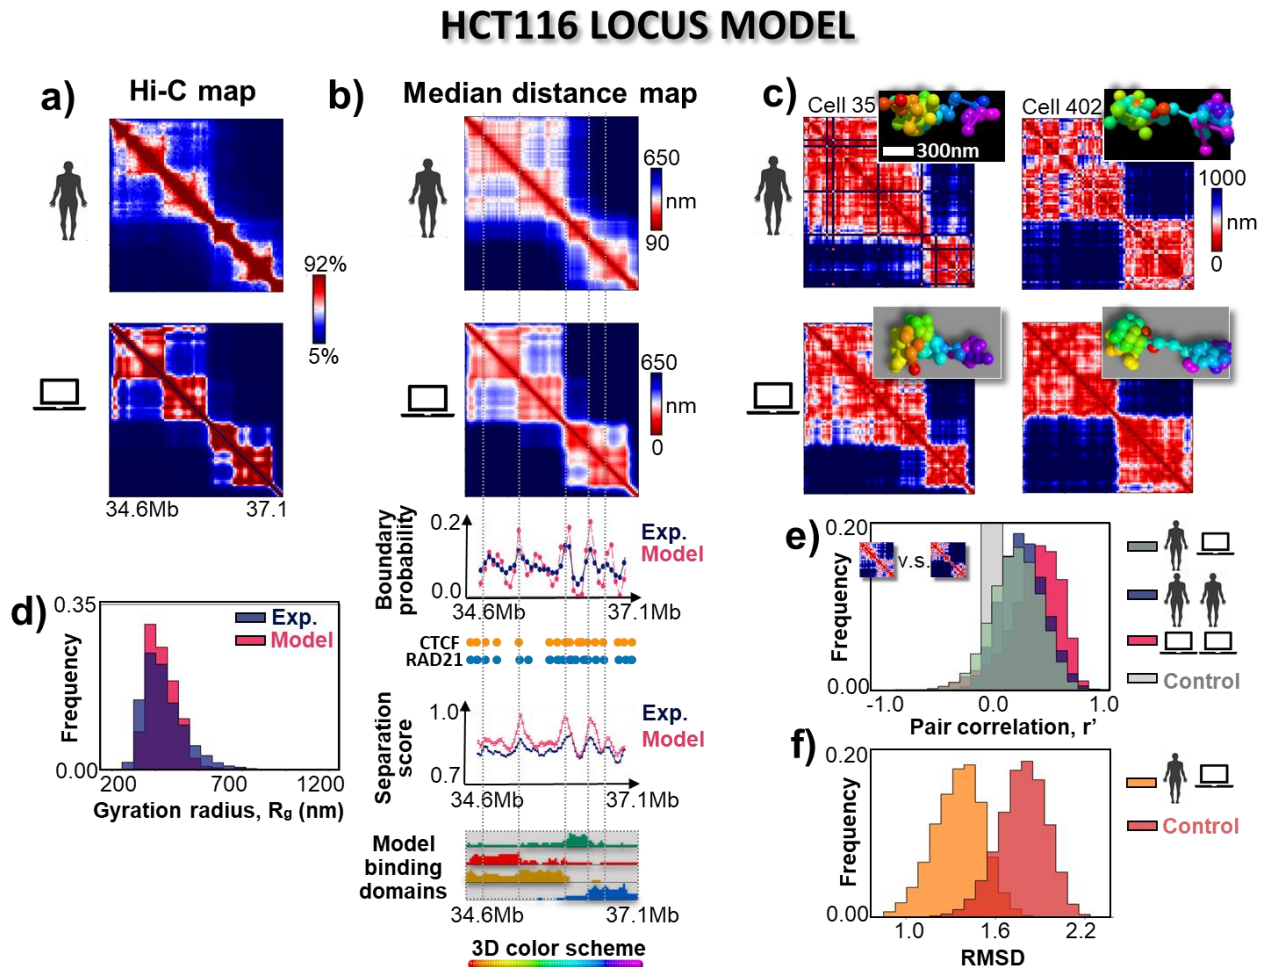 HCT116 LOCUS MODEL
a)
Hi-C map
92%
5%
34.6Mb
37.1
b)
Median distance map
650
nm
90
650
nm
0
Boundary
probability
0.2
0.0
Exp.
Model
34.6Mb
37.1Mb
CTCF
RAD21
Separation
score
1.0
0.7
Exp.
Model
34.6Mb
37.1Mb
Model
binding
domains
34.6Mb
37.1Mb
3D color scheme
c)
Cell 35
300nm
Cell 402
1000
nm
0
d)
0.35
Frequency
0.00
Exp.
Model
200
700
1200
Gyration radius, Rg (nm)
e)
0.20
v.s.
Frequency
0.00
-1.0
0.0
1.0
Pair correlation, r’
Control
f)
0.20
Frequency
0.00
1.0
1.6
2.2
RMSD
Control